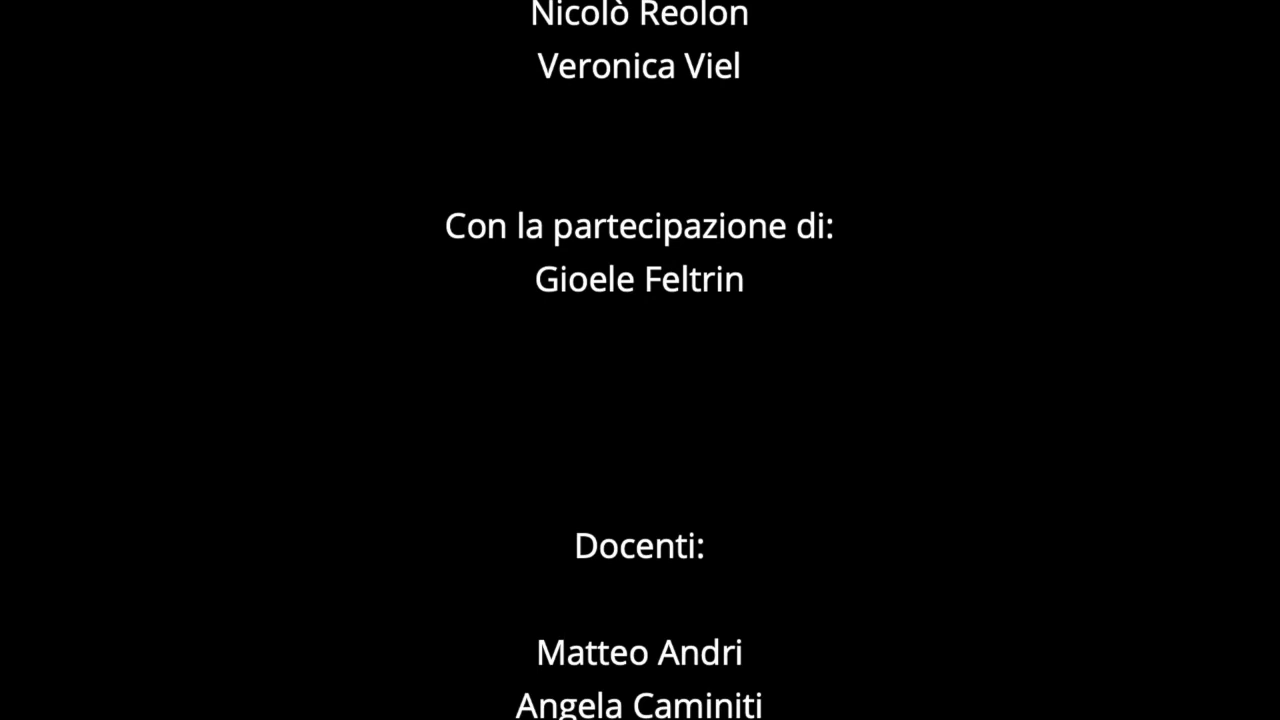 Nicolò Reolon
Veronica Viel
Con la partecipazione di:
Gioele Feltrin
Docenti:
Matteo Andri
Angela Caminiti